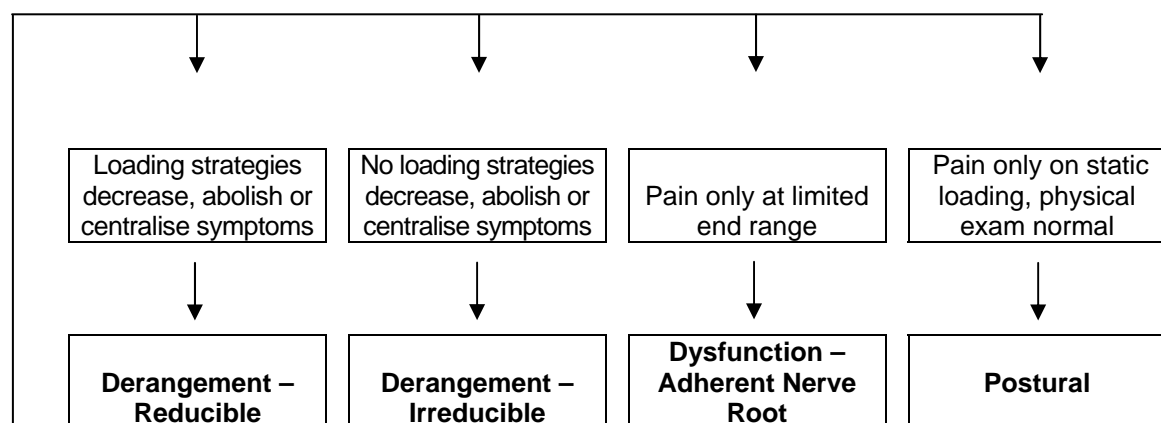 Loading strategies
decrease, abolish or
centralise symptoms
No loading strategies
decrease, abolish or
centralise symptoms
Pain only at limited
end range
Pain only on static
loading, physical
exam normal
Derangement –
Reducible
Derangement –
Irreducible
Dysfunction –
Adherent Nerve
Root
Postural